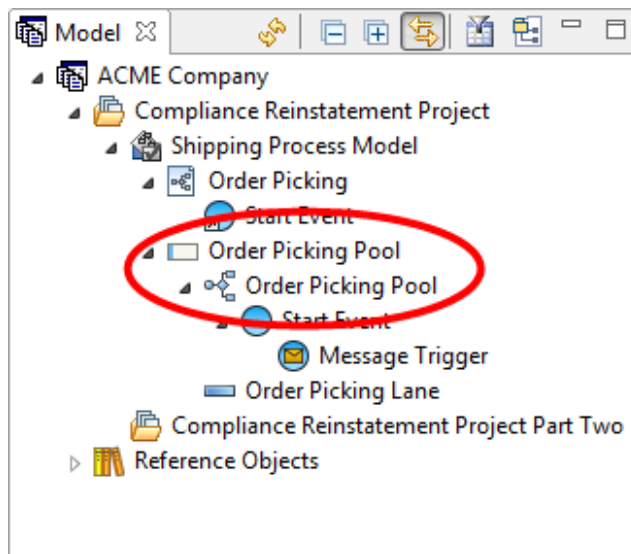 Model
ACME Company
Compliance Reinstatement Project
Shipping Process Model
Order Picking
Start Event
Order Picking Pool
Order Picking Pool
Start Event
Message Trigger
Order Picking Lane
Compliance Reinstatement Project Part Two
Reference Objects